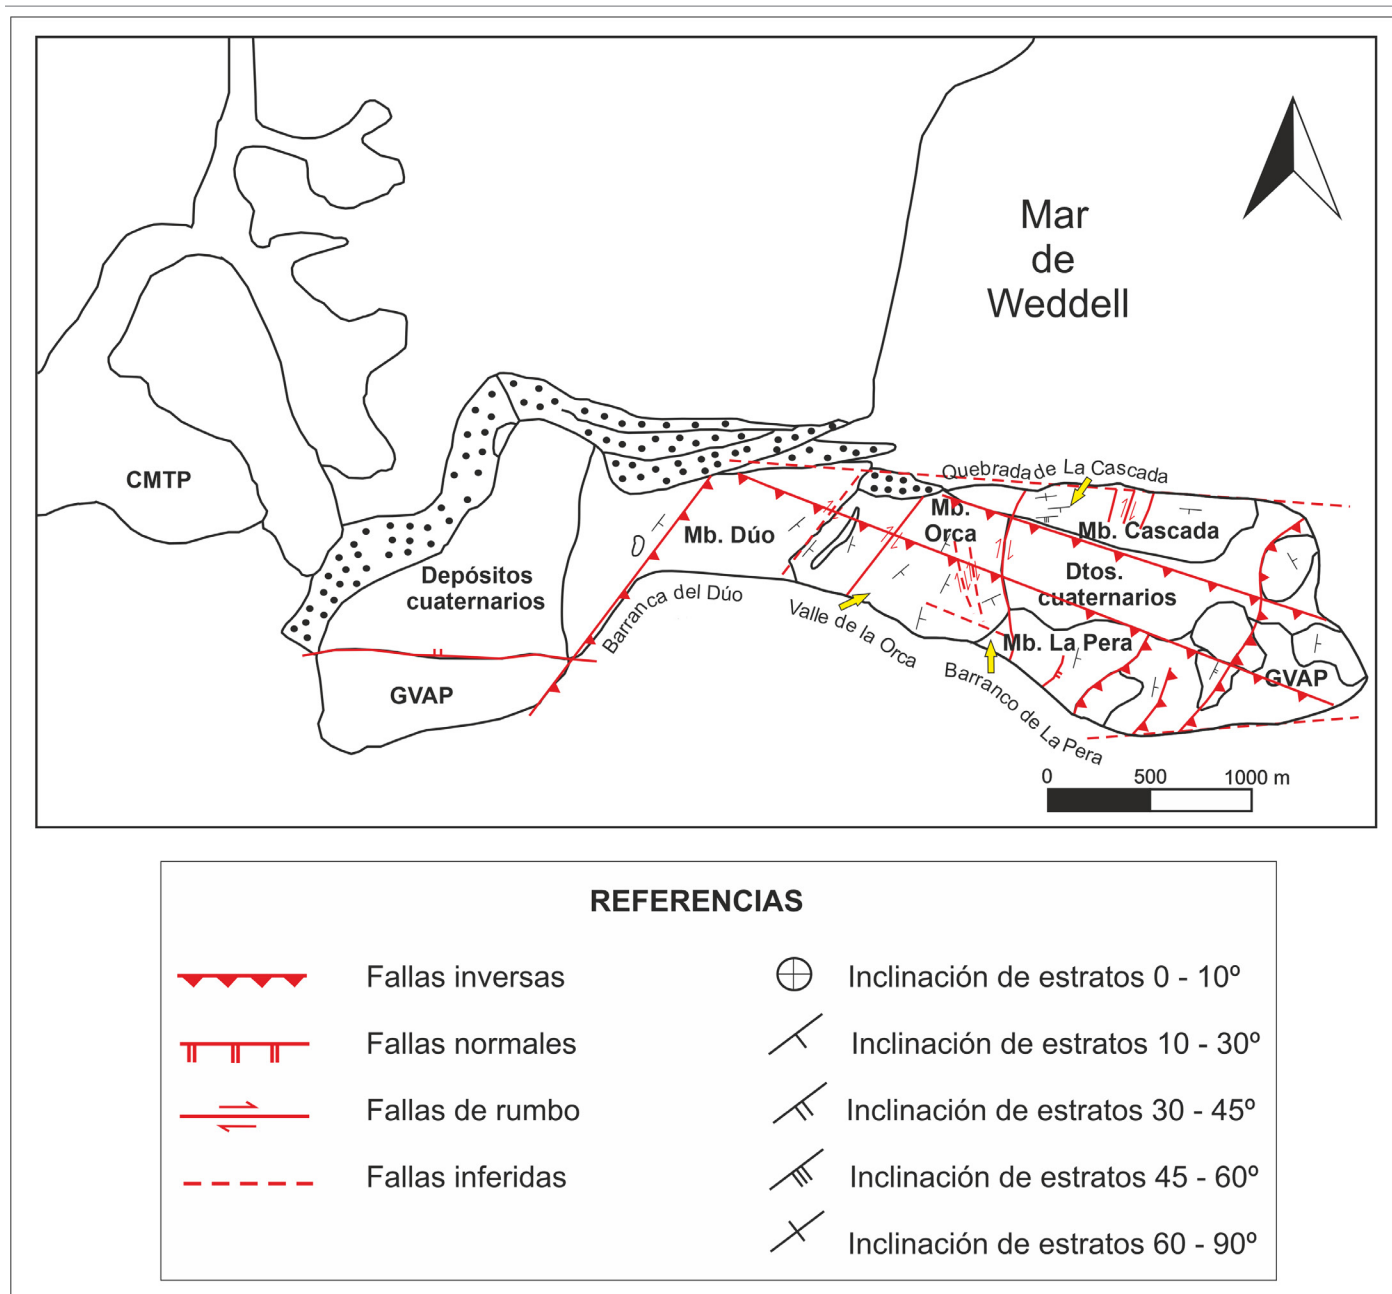 Mar
de
Weddell
Quebrada de La Cascada
CMTP
Mb.
Orca
Mb. Cascada
Mb. Dúo
Depósitos
cuaternarios
Dtos.
cuaternarios
Barranca del Dúo
Valle de la Orca
Mb. La Pera
Barranco de La Pera
GVAP
GVAP
0 500 1000 m
REFERENCIAS
Fallas inversas
Fallas normales
Fallas de rumbo
Fallas inferidas
Inclinación de estratos 0 - 10º
Inclinación de estratos 10 - 30º
Inclinación de estratos 30 - 45º
Inclinación de estratos 45 - 60º
Inclinación de estratos 60 - 90º